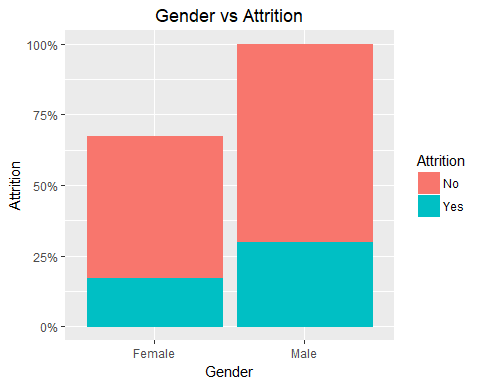 Gender vs Attrition
100%
75%
50%
25%
0%
Attrition
Female
Male
Gender
Attrition
No
Yes